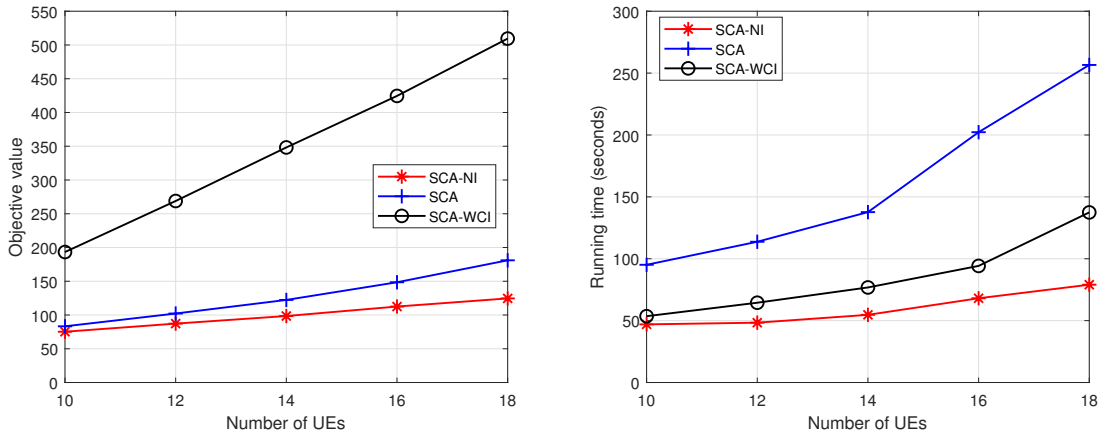 Objective value
550
500
450
400
350
300
250
200
150
100
50
0
10
12
14
16
18
Number of UEs
SCA-NI
SCA
SCA-WCI
Running time (seconds)
300
250
200
150
100
50
0
10
12
14
16
18
Number of UEs
SCA-NI
SCA
SCA-WCI